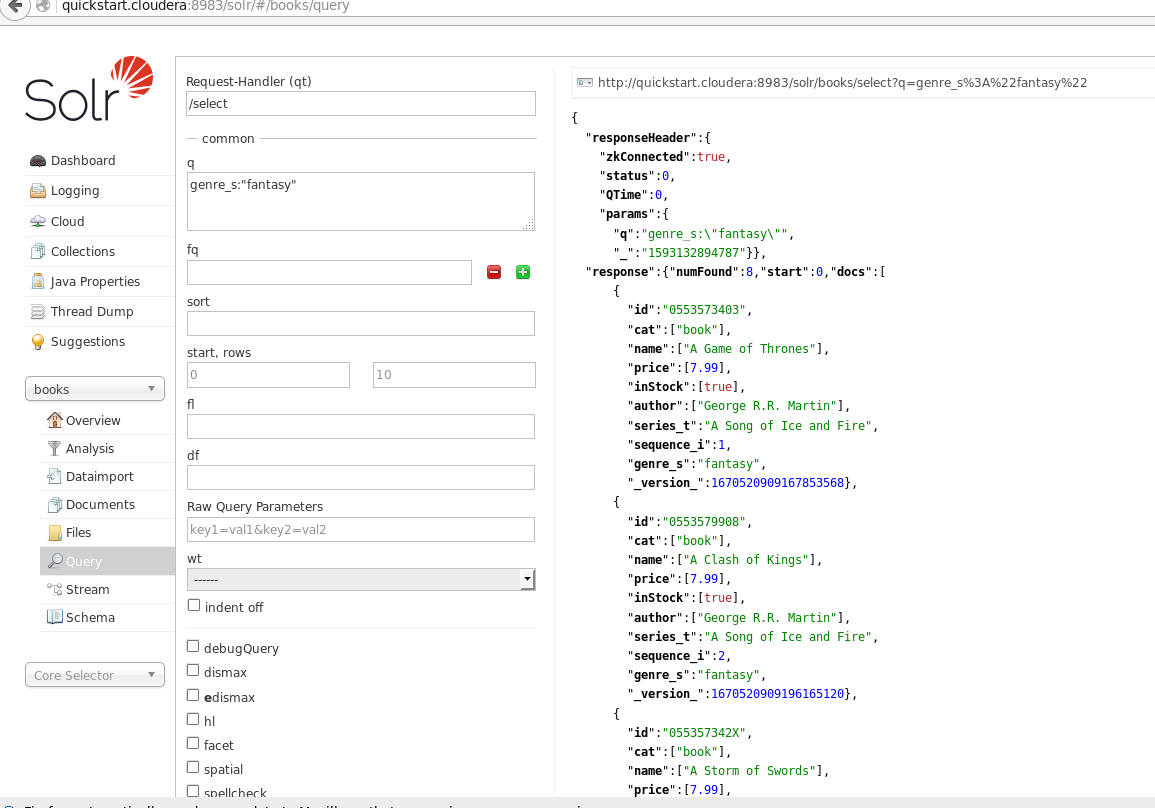 quickstart.cloudera:8983/solr/#/books/query
Solr
Dashboard
Logging
Cloud
Collections
Java Properties
Thread Dump
Suggestions
books
Overview
Analysis
Dataimport
Documents
Files
Query
Stream
Schema
Core Selector
Request-Handler (qt)
/select
common
q
genre_s:"fantasy"
fq
sort
start, rows
0 10
fl
df
Raw Query Parameters
key1=val1&key2=val2
wt
------
indent off
debugQuery
dismax
edismax
hl
facet
spatial
spellcheck
http://quickstart.cloudera:8983/solr/books/select?q=genre_s%3A%22fantasy%22
{
"responseHeader":{
"zkConnected":true,
"status":0,
"QTime":0,
"params":{
"q":"genre_s:\"fantasy\"",
"_":"1593132894787"}},
"response":{"numFound":8,"start":0,"docs":[
{
"id":"0553573403",
"cat":["book"],
"name":["A Game of Thrones"],
"price":[7.99],
"inStock":[true],
"author":["George R.R. Martin"],
"series_t":"A Song of Ice and Fire",
"sequence_i":1,
"genre_s":"fantasy",
"_version_":1670520909167853568},
{
"id":"0553579908",
"cat":["book"],
"name":["A Clash of Kings"],
"price":[7.99],
"inStock":[true],
"author":["George R.R. Martin"],
"series_t":"A Song of Ice and Fire",
"sequence_i":2,
"genre_s":"fantasy",
"_version_":1670520909196165120},
{
"id":"055357342X",
"cat":["book"],
"name":["A Storm of Swords"],
"price":[7.99],